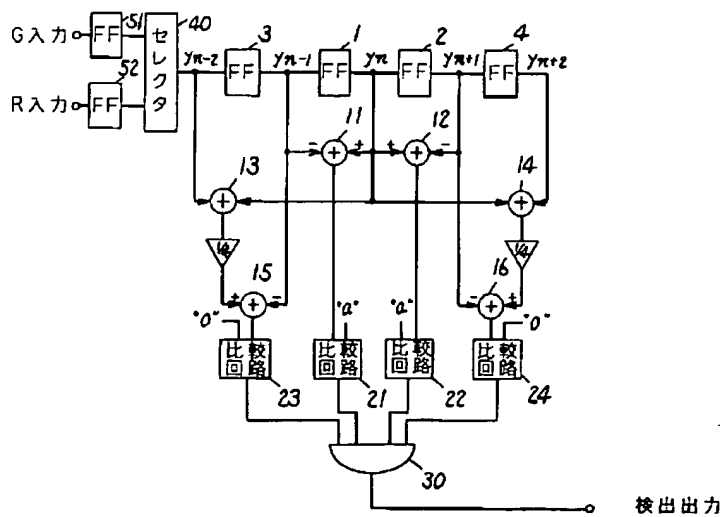 51
40
3
1
2
4
G入力
FF
セレクタ
yn-2
FF
yn-1
FF
yn
FF
yn+1
FF
yn+2
52
R入力
FF
11
12
-
+
+
+
+
-
13
14
+
+
1/2
1/2
15
16
+
+
-
-
+
+
"0"
"a"
"a"
"0"
比較
回路
比較
回路
比較
回路
比較
回路
23
21
22
24
30
検出出力